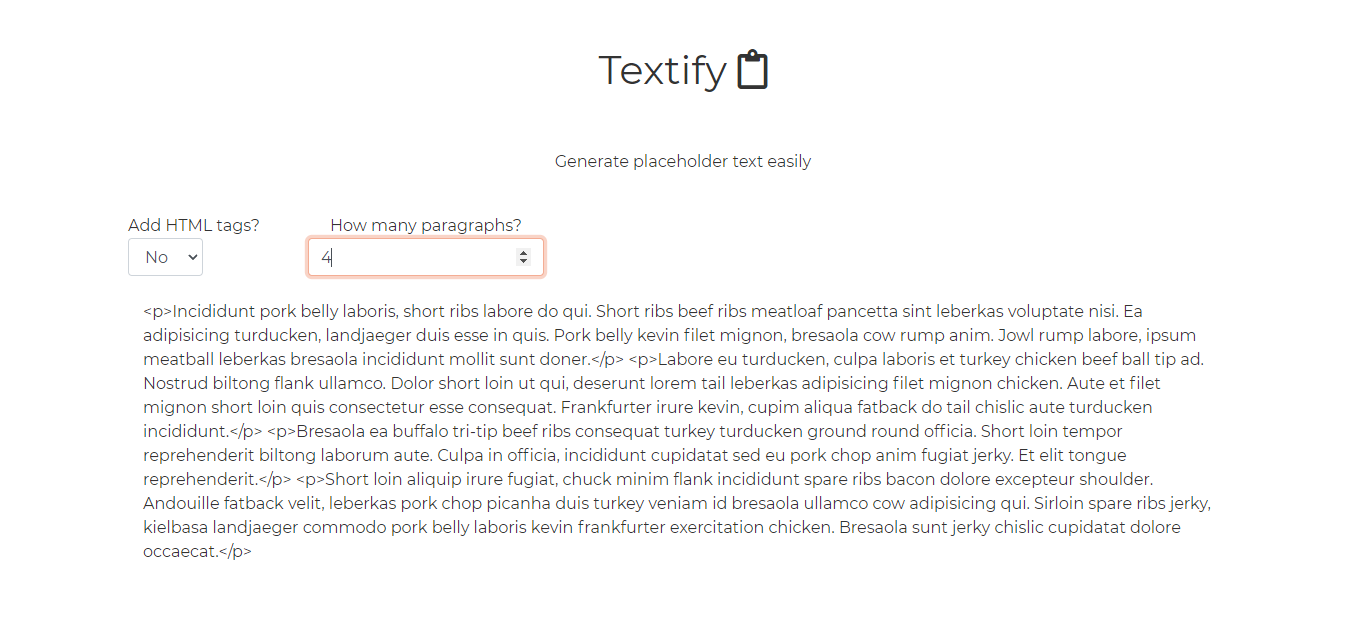 Textify
Generate placeholder text easily
Add HTML tags?
How many paragraphs?
No
4
<p>Incididunt pork belly laboris, short ribs labore do qui. Short ribs beef ribs meatloaf pancetta sint leberkas voluptate nisi. Ea
adipisicing turducken, landjaeger duis esse in quis. Pork belly kevin filet mignon, bresaola cow rump anim. Jowl rump labore, ipsum
meatball leberkas bresaola incididunt mollit sunt doner.</p> <p>Labore eu turducken, culpa laboris et turkey chicken beef ball tip ad.
Nostrud biltong flank ullamco. Dolor short loin ut qui, deserunt lorem tail leberkas adipisicing filet mignon chicken. Aute et filet
mignon short loin quis consectetur esse consequat. Frankfurter irure kevin, cupim aliqua fatback do tail chislic aute turducken
incididunt.</p> <p>Bresaola ea buffalo tri-tip beef ribs consequat turkey turducken ground round officia. Short loin tempor
reprehenderit biltong laborum aute. Culpa in officia, incididunt cupidatat sed eu pork chop anim fugiat jerky. Et elit tongue
reprehenderit.</p> <p>Short loin aliquip irure fugiat, chuck minim flank incididunt spare ribs bacon dolore excepteur shoulder.
Andouille fatback velit, leberkas pork chop picanha duis turkey veniam id bresaola ullamco cow adipisicing qui. Sirloin spare ribs jerky,
kielbasa landjaeger commodo pork belly laboris kevin frankfurter exercitation chicken. Bresaola sunt jerky chislic cupidatat dolore
occaecat.</p>